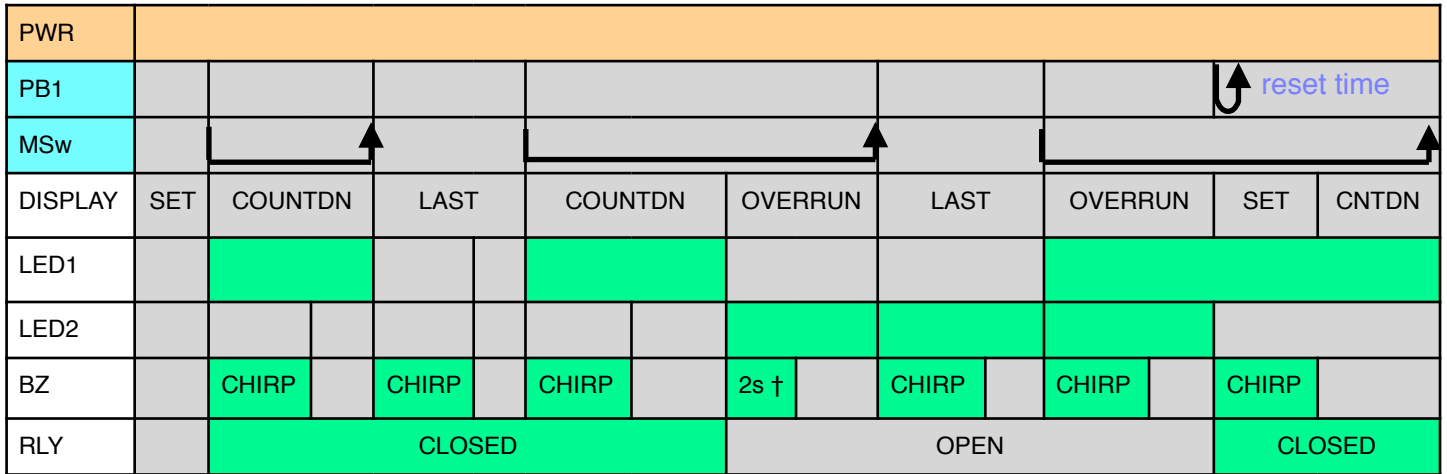 PWR
PB1 reset time
MSw
DISPLAY SET COUNTDN LAST COUNTDN OVERRUN LAST OVERRUN SET CNTDN
LED1
LED2
BZ CHIRP CHIRP CHIRP 2s † CHIRP CHIRP CHIRP
RLY CLOSED OPEN CLOSED